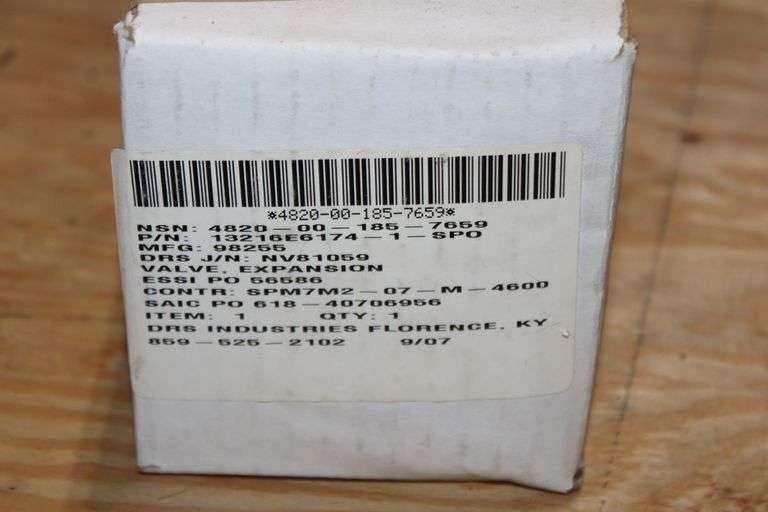 *4820-00-185-7659*
NSN: 4820-00-185-7659
P/N: 13216E6174-1-SPO
MFG: 98255
DRS J/N: NV81059
VALVE, EXPANSION
ESSI PO 56586
CONTR: SPM7M2-07-M-4600
SAIC PO 618-40706956
ITEM: 1 QTY: 1
DRS INDUSTRIES FLORENCE, KY
859-525-2102 9/07